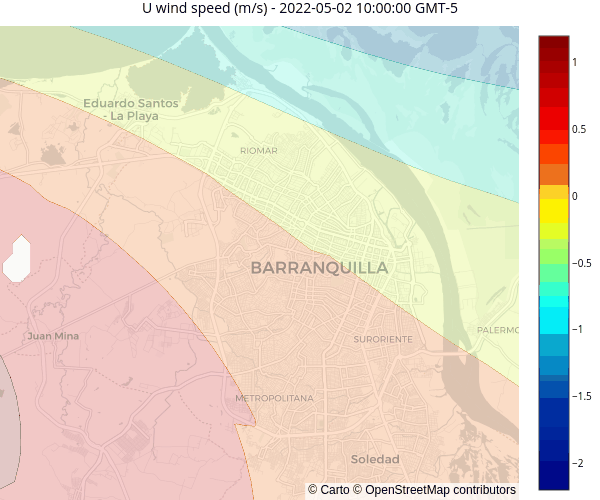 U wind speed (m/s) - 2022-05-02 10:00:00 GMT-5
Eduardo Santos
- La Playa
RIOMAR
BARRANQUILLA
PALERMO
SURORIENTE
Juan Mina
METROPOLITANA
Soledad
© Carto © OpenStreetMap contributors
1
0.5
0
−0.5
−1
−1.5
−2